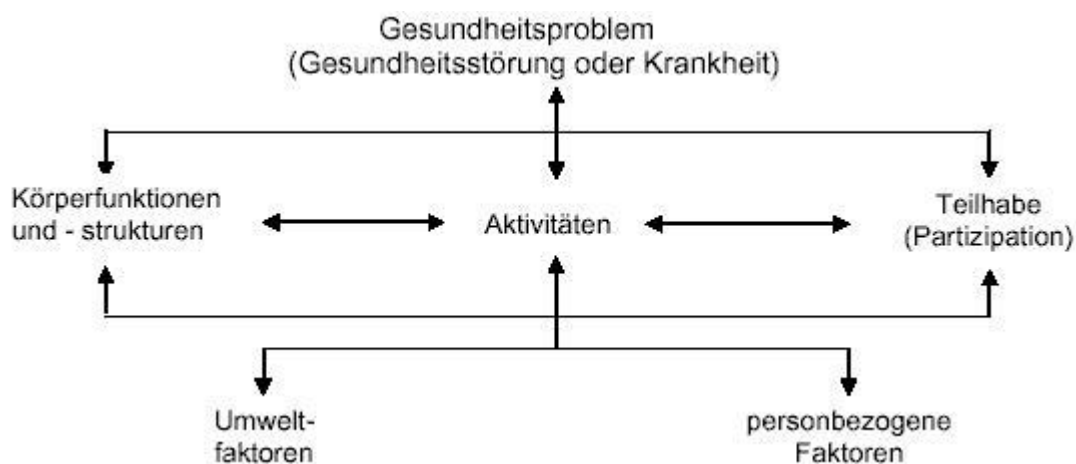 Gesundheitsproblem
(Gesundheitsstörung oder Krankheit)
Körperfunktionen
und - strukturen
Aktivitäten
Teilhabe
(Partizipation)
Umwelt-
faktoren
personbezogene
Faktoren